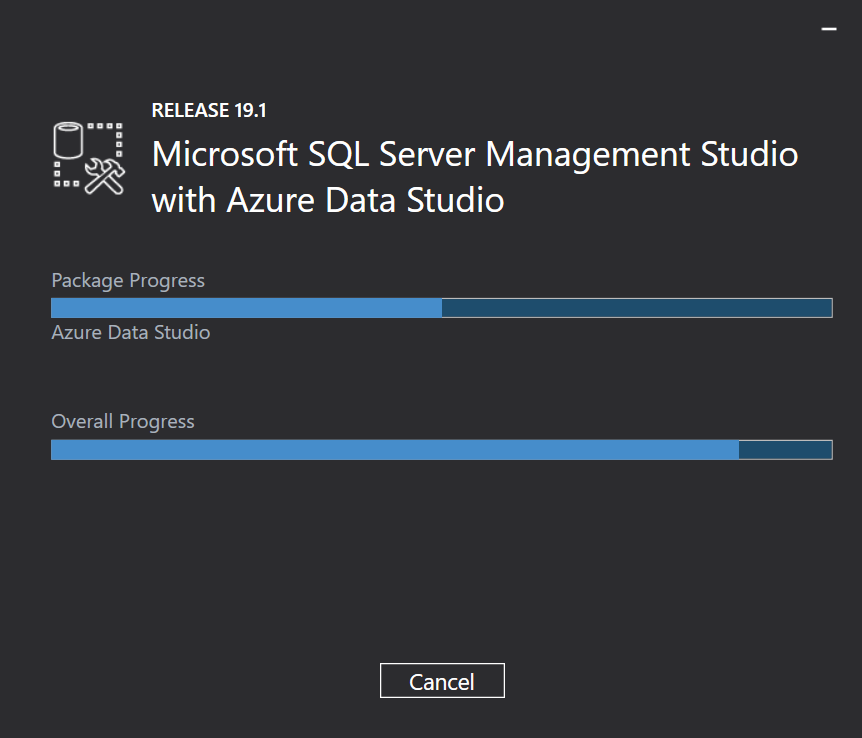 RELEASE 19.1
Microsoft SQL Server Management Studio
with Azure Data Studio
Package Progress
Azure Data Studio
Overall Progress
Cancel